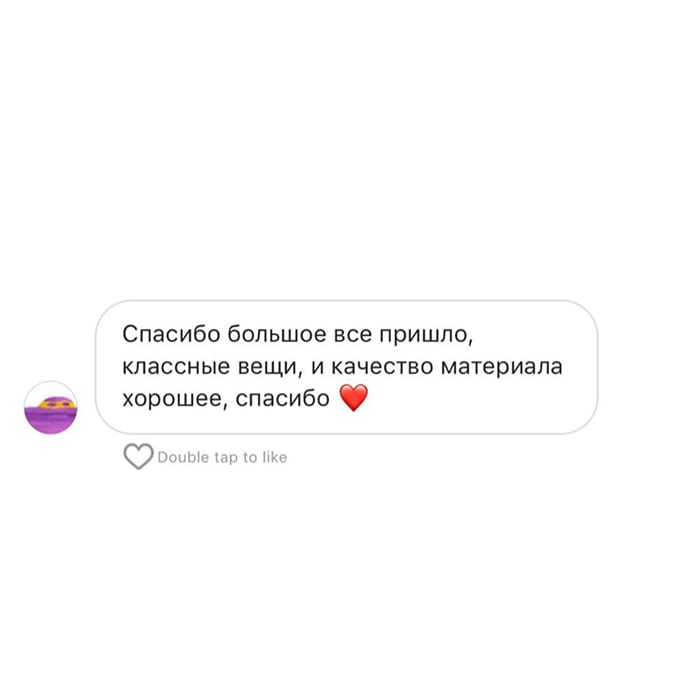 Спасибо большое все пришло,
классные вещи, и качество материала
хорошее, спасибо ❤️
Double tap to like